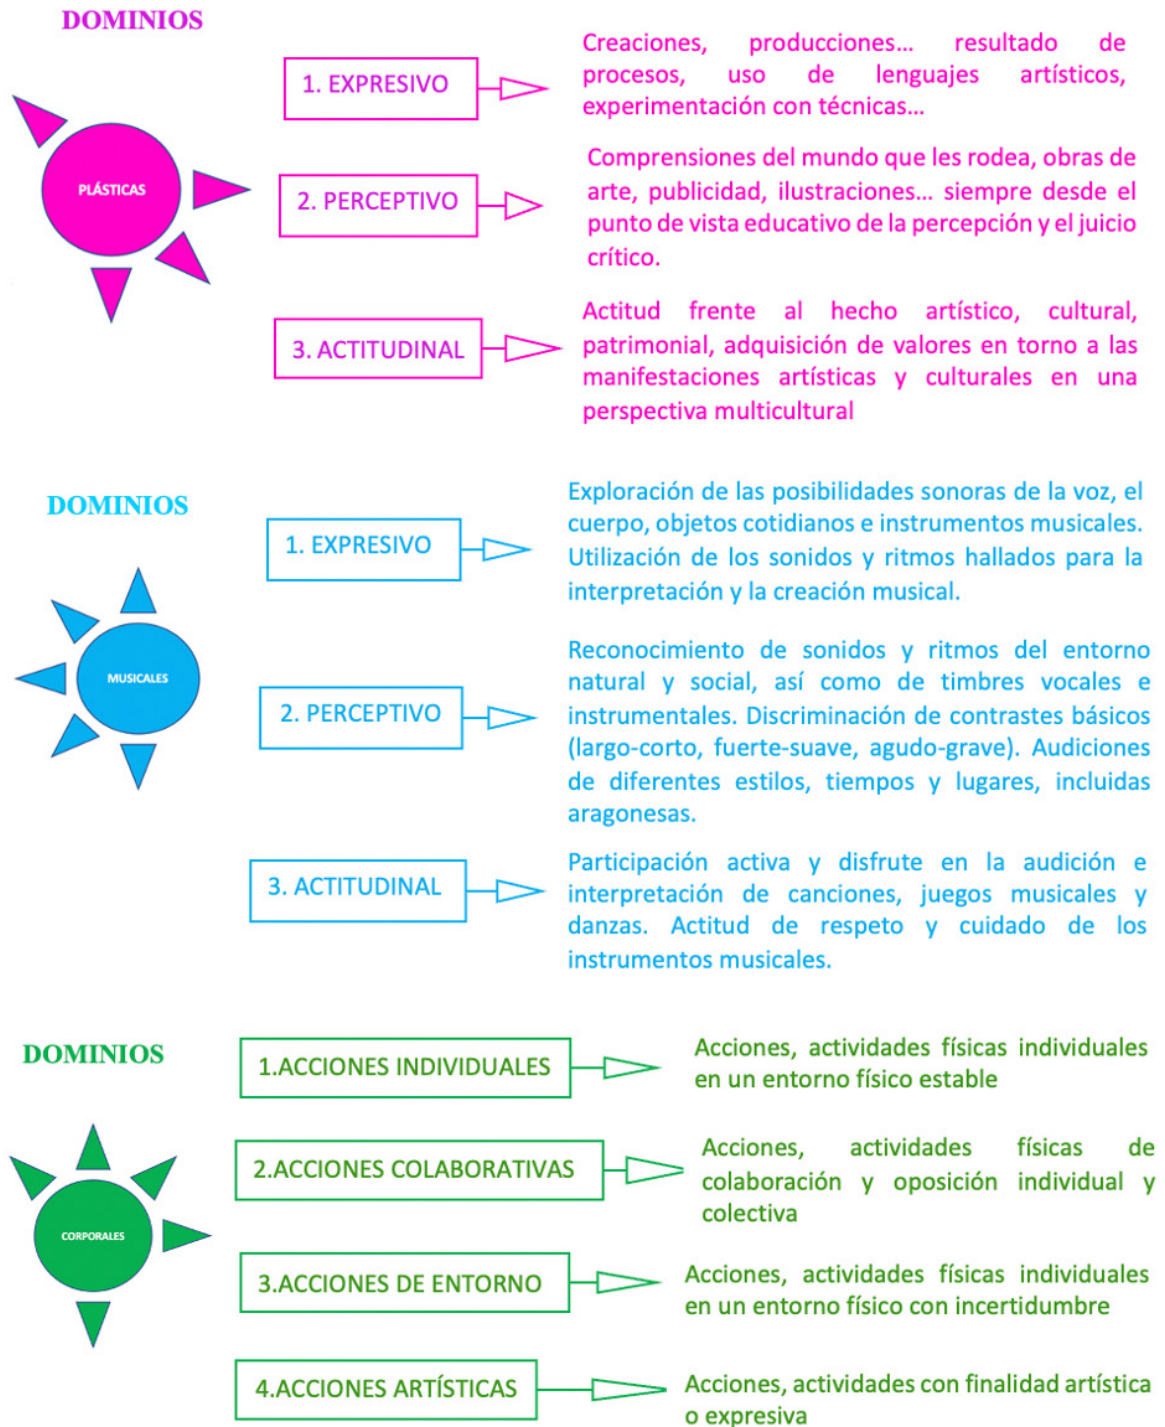 DOMINIOS
PLÁSTICAS
1. EXPRESIVO
Creaciones, producciones... resultado de
procesos, uso de lenguajes artísticos,
experimentación con técnicas...
2. PERCEPTIVO
Comprensiones del mundo que les rodea, obras de
arte, publicidad, ilustraciones... siempre desde el
punto de vista educativo de la percepción y el juicio
crítico.
3. ACTITUDINAL
Actitud frente al hecho artístico, cultural,
patrimonial, adquisición de valores en torno a las
manifestaciones artísticas y culturales en una
perspectiva multicultural
DOMINIOS
MUSICALES
1. EXPRESIVO
Exploración de las posibilidades sonoras de la voz, el
cuerpo, objetos cotidianos e instrumentos musicales.
Utilización de los sonidos y ritmos hallados para la
interpretación y la creación musical.
2. PERCEPTIVO
Reconocimiento de sonidos y ritmos del entorno
natural y social, así como de timbres vocales e
instrumentales. Discriminación de contrastes básicos
(largo-corto, fuerte-suave, agudo-grave). Audiciones
de diferentes estilos, tiempos y lugares, incluidas
aragonesas.
3. ACTITUDINAL
Participación activa y disfrute en la audición e
interpretación de canciones, juegos musicales y
danzas. Actitud de respeto y cuidado de los
instrumentos musicales.
DOMINIOS
CORPORALES
1.ACCIONES INDIVIDUALES
Acciones, actividades físicas individuales
en un entorno físico estable
2.ACCIONES COLABORATIVAS
Acciones, actividades físicas de
colaboración y oposición individual y
colectiva
3.ACCIONES DE ENTORNO
Acciones, actividades físicas individuales
en un entorno físico con incertidumbre
4.ACCIONES ARTÍSTICAS
Acciones, actividades con finalidad artística
o expresiva